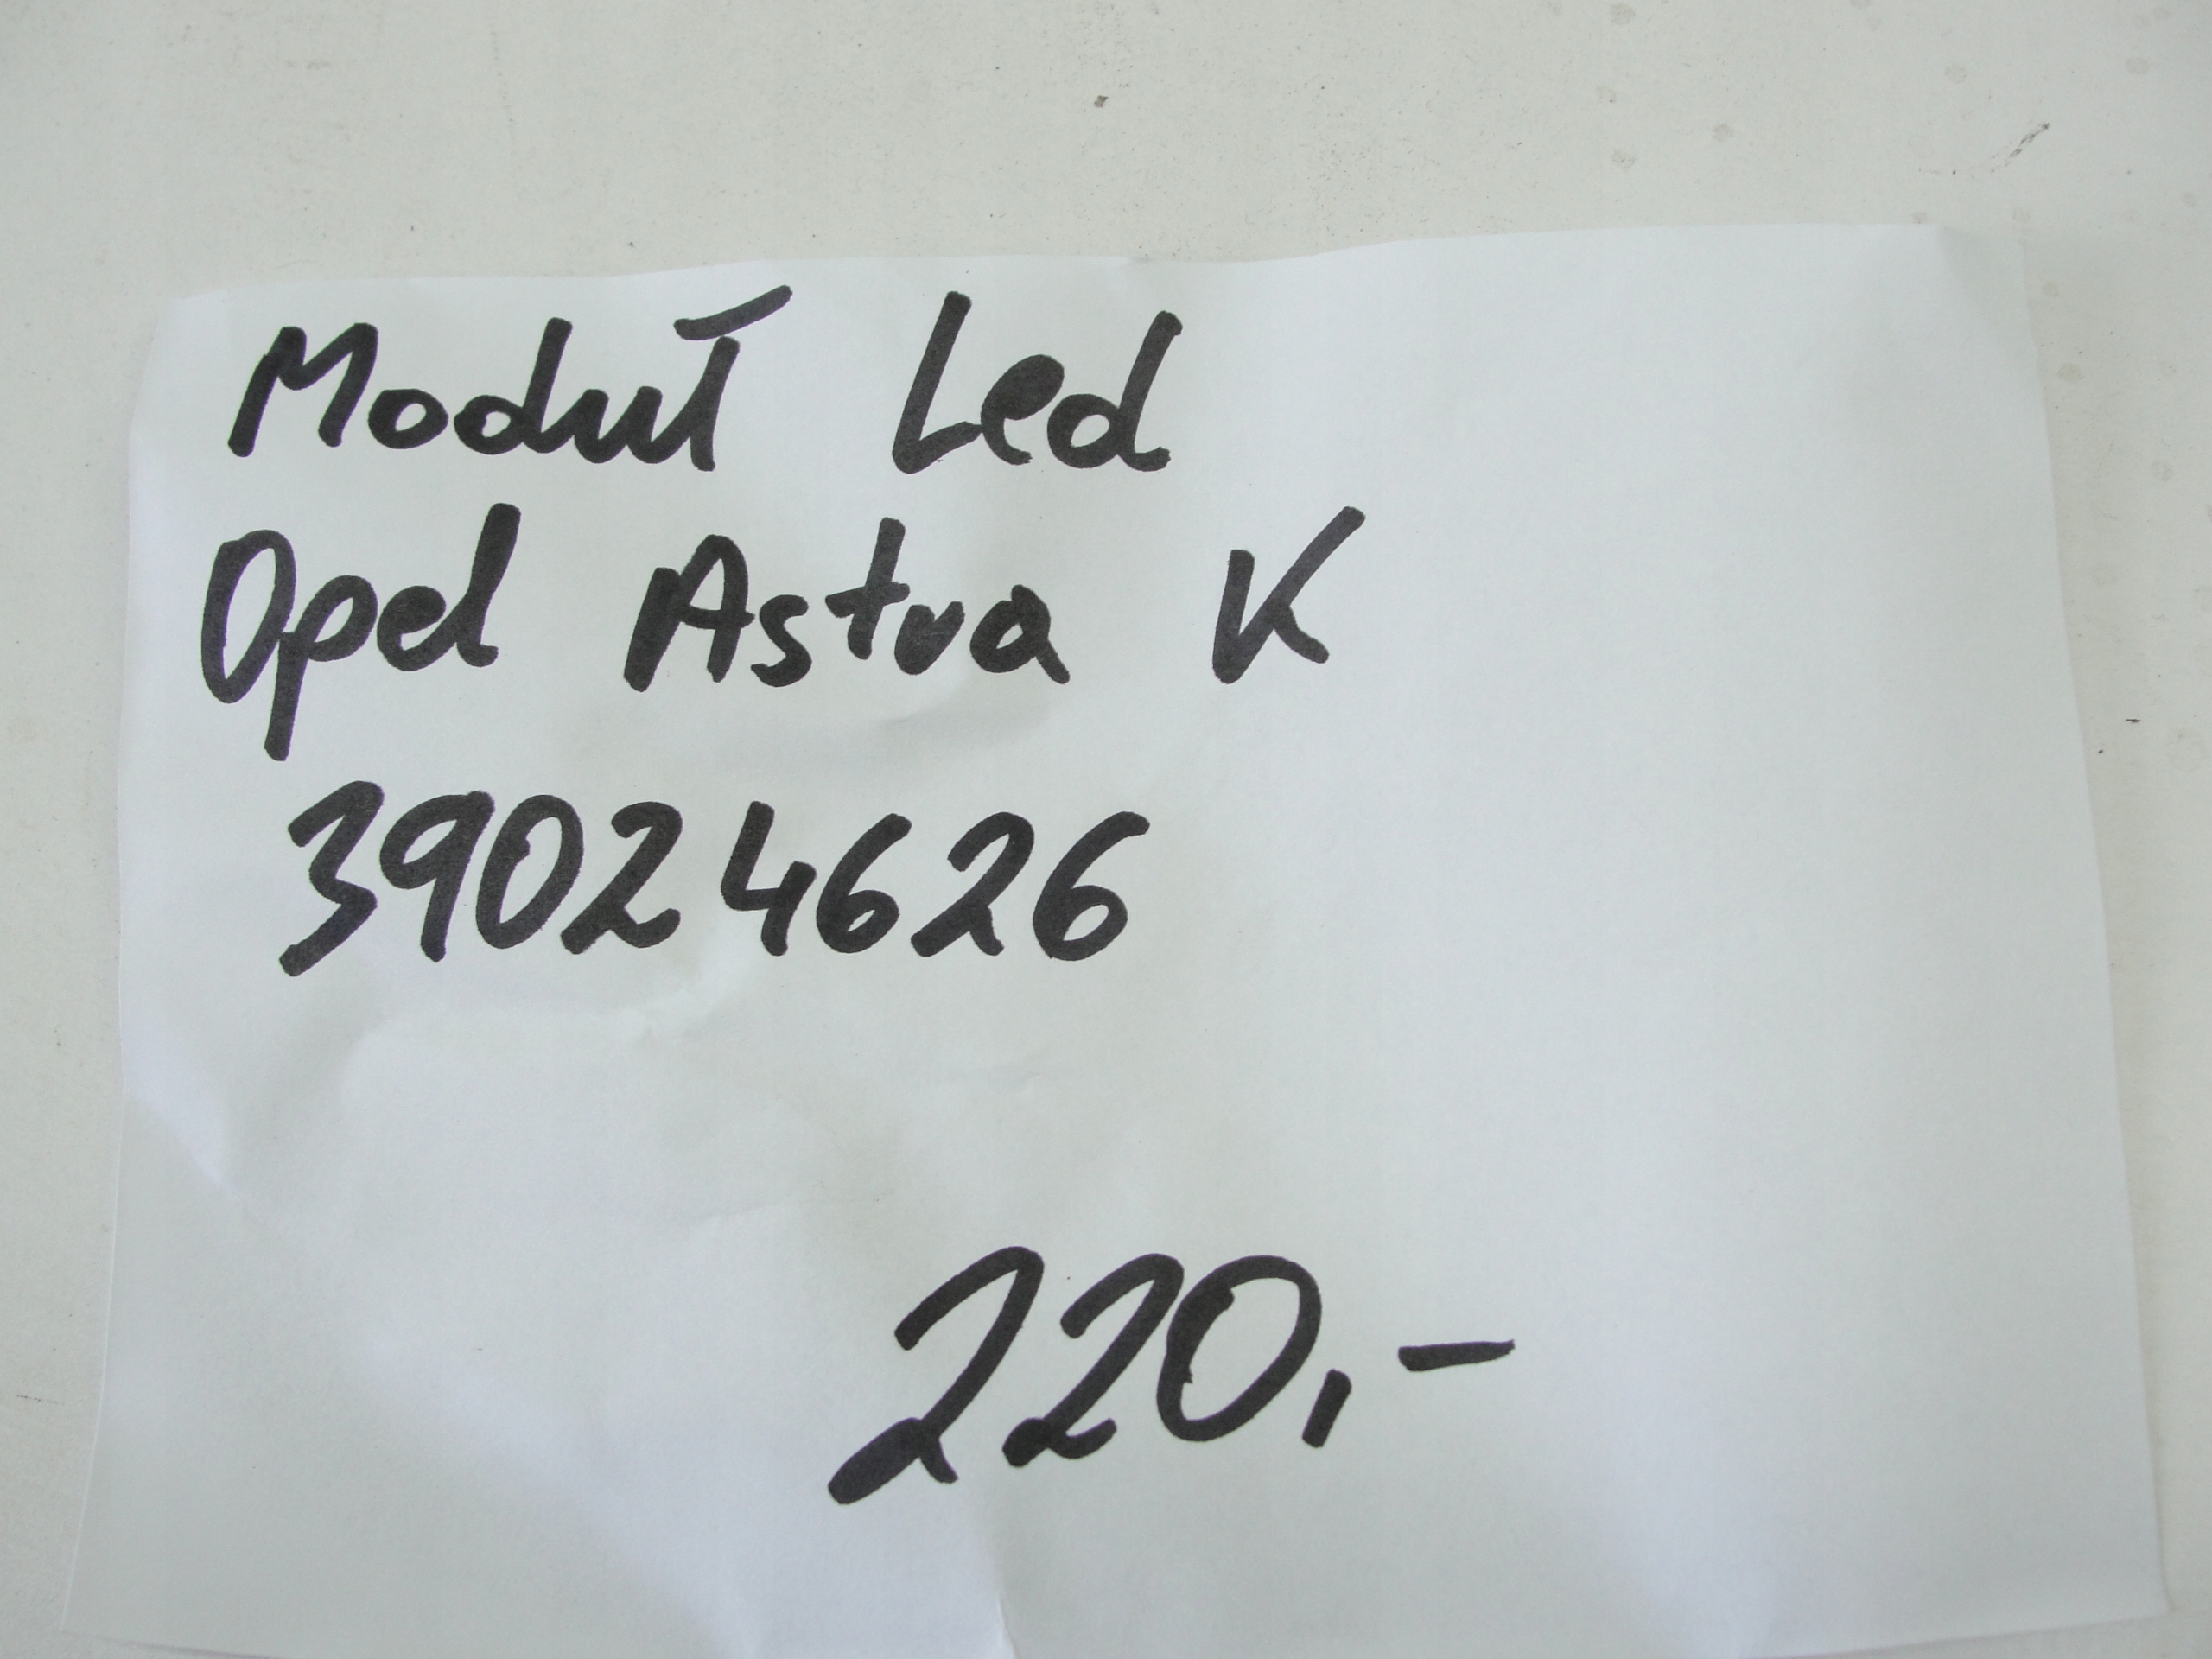 Moduł Led
Opel Astra K
39024626
220,-